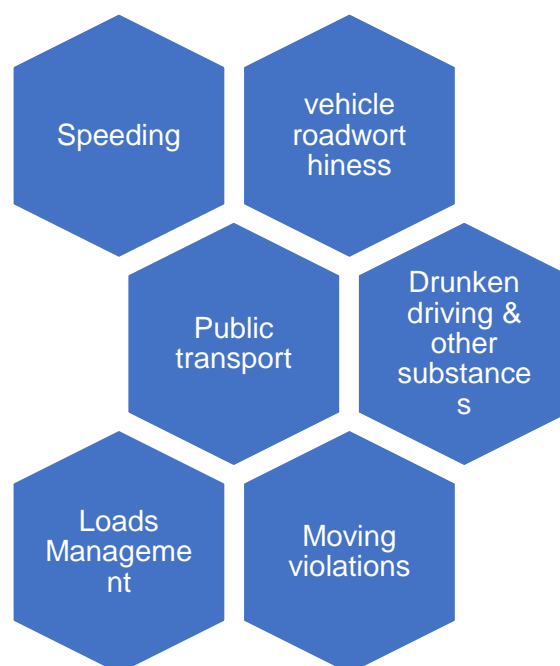 Speeding
vehicle
roadwort
hiness
Public
transport
Drunken
driving &
other
substance
s
Loads
Manageme
nt
Moving
violations